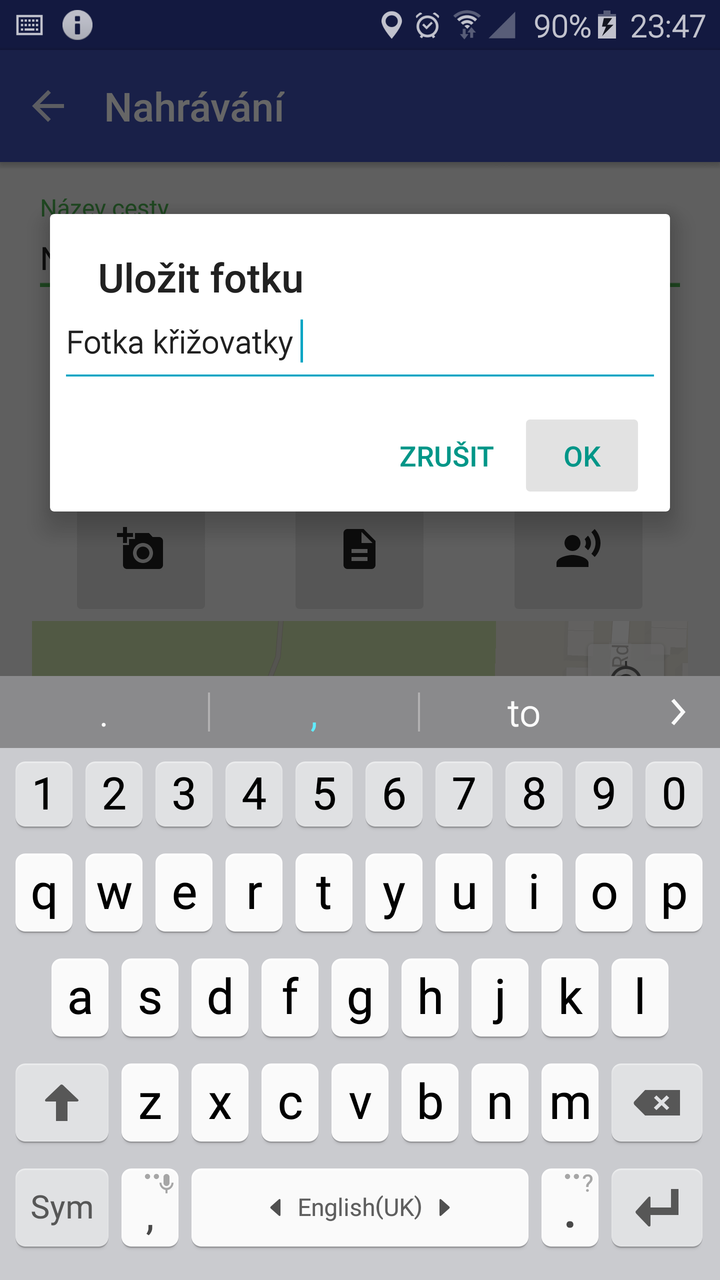 90% 23:47
Nahrávání
Název cesty
Uložit fotku
Fotka křižovatky
ZRUŠIT OK
Rd
. , to
1 2 3 4 5 6 7 8 9 0
q w e r t y u i o p
a s d f g h j k l
z x c v b n m
Sym , English(UK) . ?